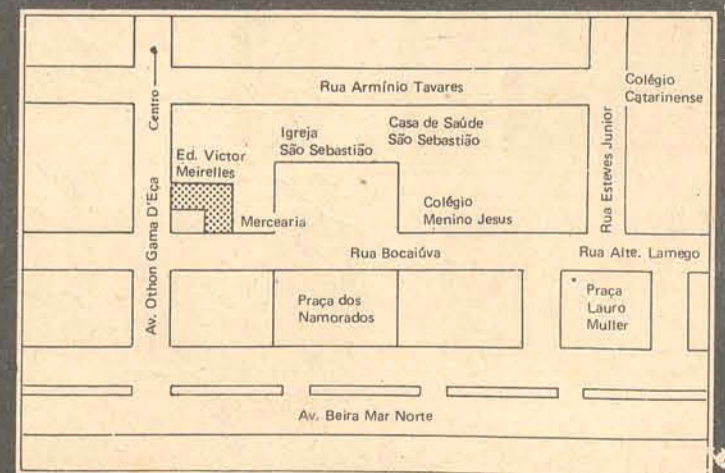 Rua Armínio Tavares
Colégio
Catarinense
Centro
Igreja
São Sebastião
Casa de Saúde
São Sebastião
Rua Esteves Junior
Ed. Victor
Meirelles
Av. Othon Gama D'Eça
Mercearia
Colégio
Menino Jesus
Rua Bocaiúva
Rua Alte. Lamego
Praça dos
Namorados
Praça
Lauro
Muller
Av. Beira Mar Norte